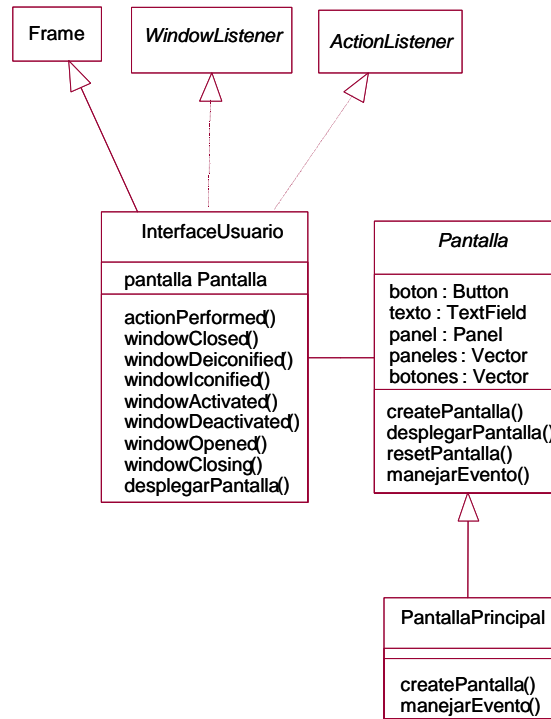 Frame
WindowListener
ActionListener
InterfaceUsuario
pantalla: Pantalla
actionPerformed()
windowClosed()
windowDeiconified()
windowIconified()
windowActivated()
windowDeactivated()
windowOpened()
windowClosing()
desplegarPantalla()
Pantalla
boton : Button
texto : TextField
panel : Panel
paneles : Vector
botones : Vector
createPantalla()
desplegarPantalla()
resetPantalla()
manejarEvento()
PantallaPrincipal
createPantalla()
manejarEvento()